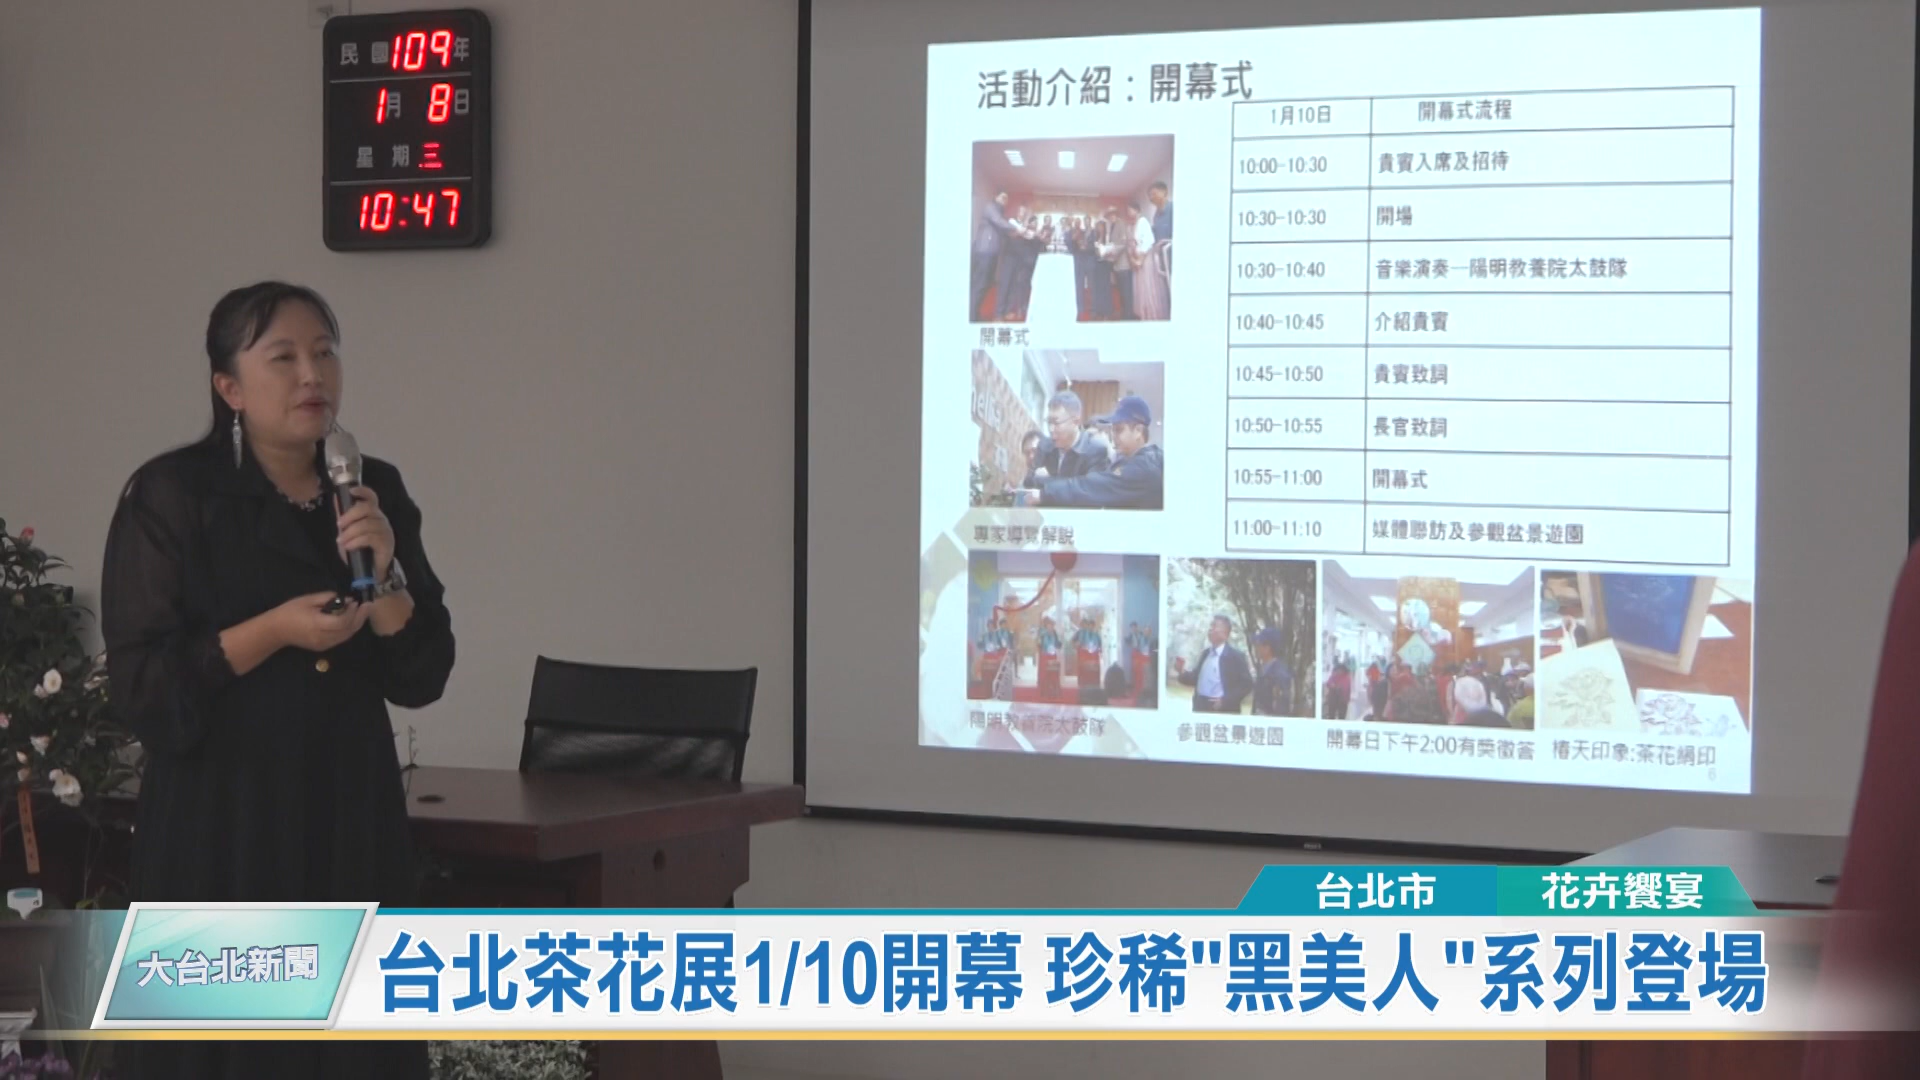 民國109年
1月8日
星期三
10:47
活動介紹：開幕式
1月10日 開幕式流程
10:00-10:30 貴賓入席及招待
10:30-10:30 開場
10:30-10:40 音樂演奏—陽明教養院太鼓隊
10:40-10:45 介紹貴賓
10:45-10:50 貴賓致詞
10:50-10:55 長官致詞
10:55-11:00 開幕式
11:00-11:10 媒體聯訪及參觀盆景遊園
開幕式
專家導覽解說
陽明教養院太鼓隊
參觀盆景遊園
開幕日下午2:00有獎徵答
椿天印象:茶花絹印
6
台北市
花卉饗宴
大台北新聞
台北茶花展1/10開幕 珍稀"黑美人"系列登場